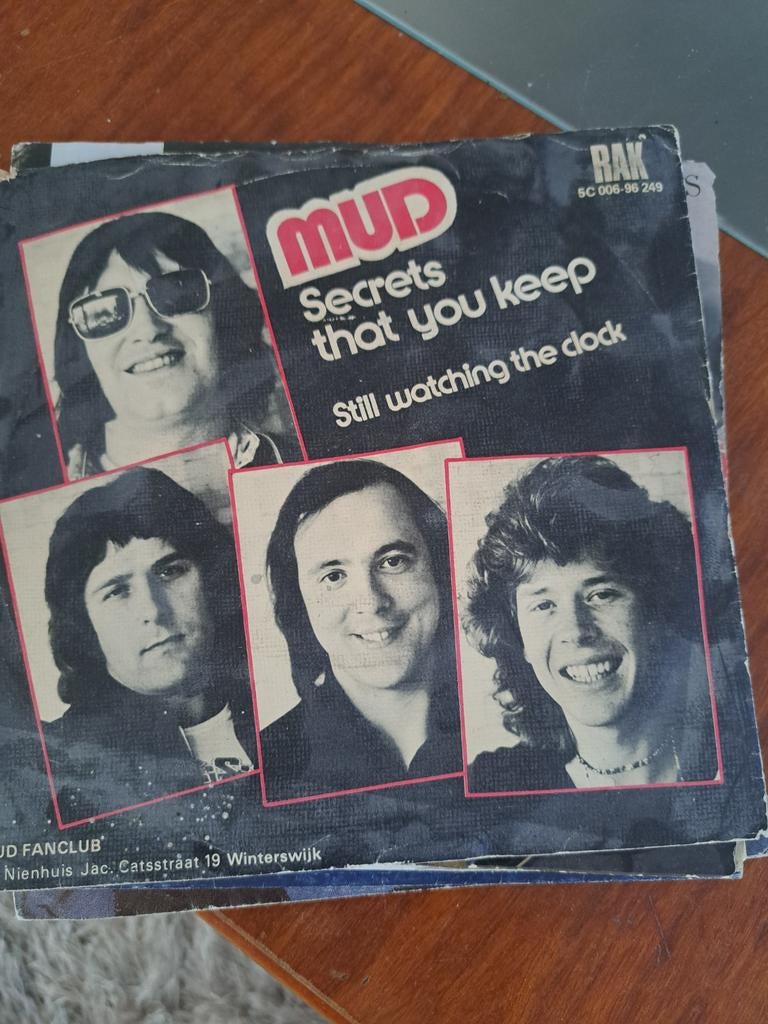 RAK
5C 006-96 249
MUD
Secrets
that you keep
Still watching the clock
S
UD FANCLUB
Nienhuis Jac. Catsstraat 19 Winterswijk